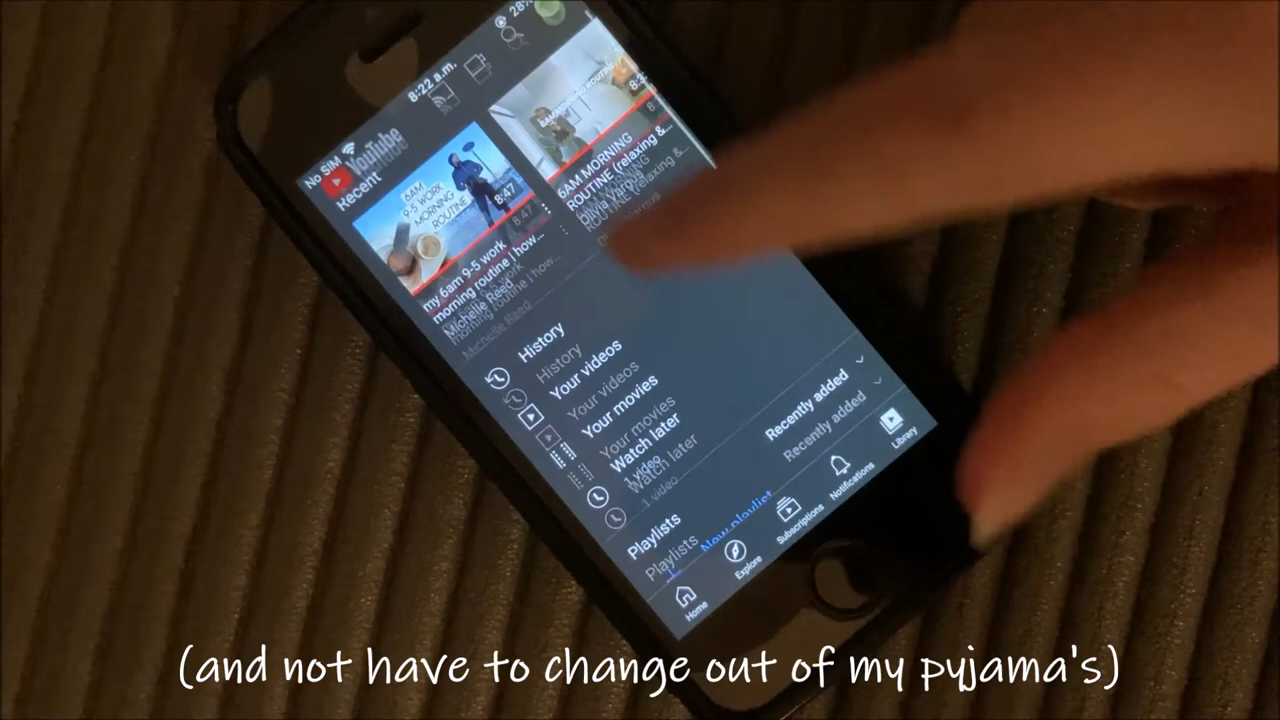 No SIM
8:22 a.m.
28%
YouTube
Recent
6AM
9-5 WORK
MORNING
ROUTINE
8:47
my 6am 9-5 work
morning routine | how...
Michelle Reed
6AM MORNING
ROUTINE (relaxing &...
History
Your videos
Your movies
Watch later
1 video
Playlists
Recently added
New playlist
Home
Explore
Subscriptions
Notifications
Library
(and not have to change out of my pyjama's)